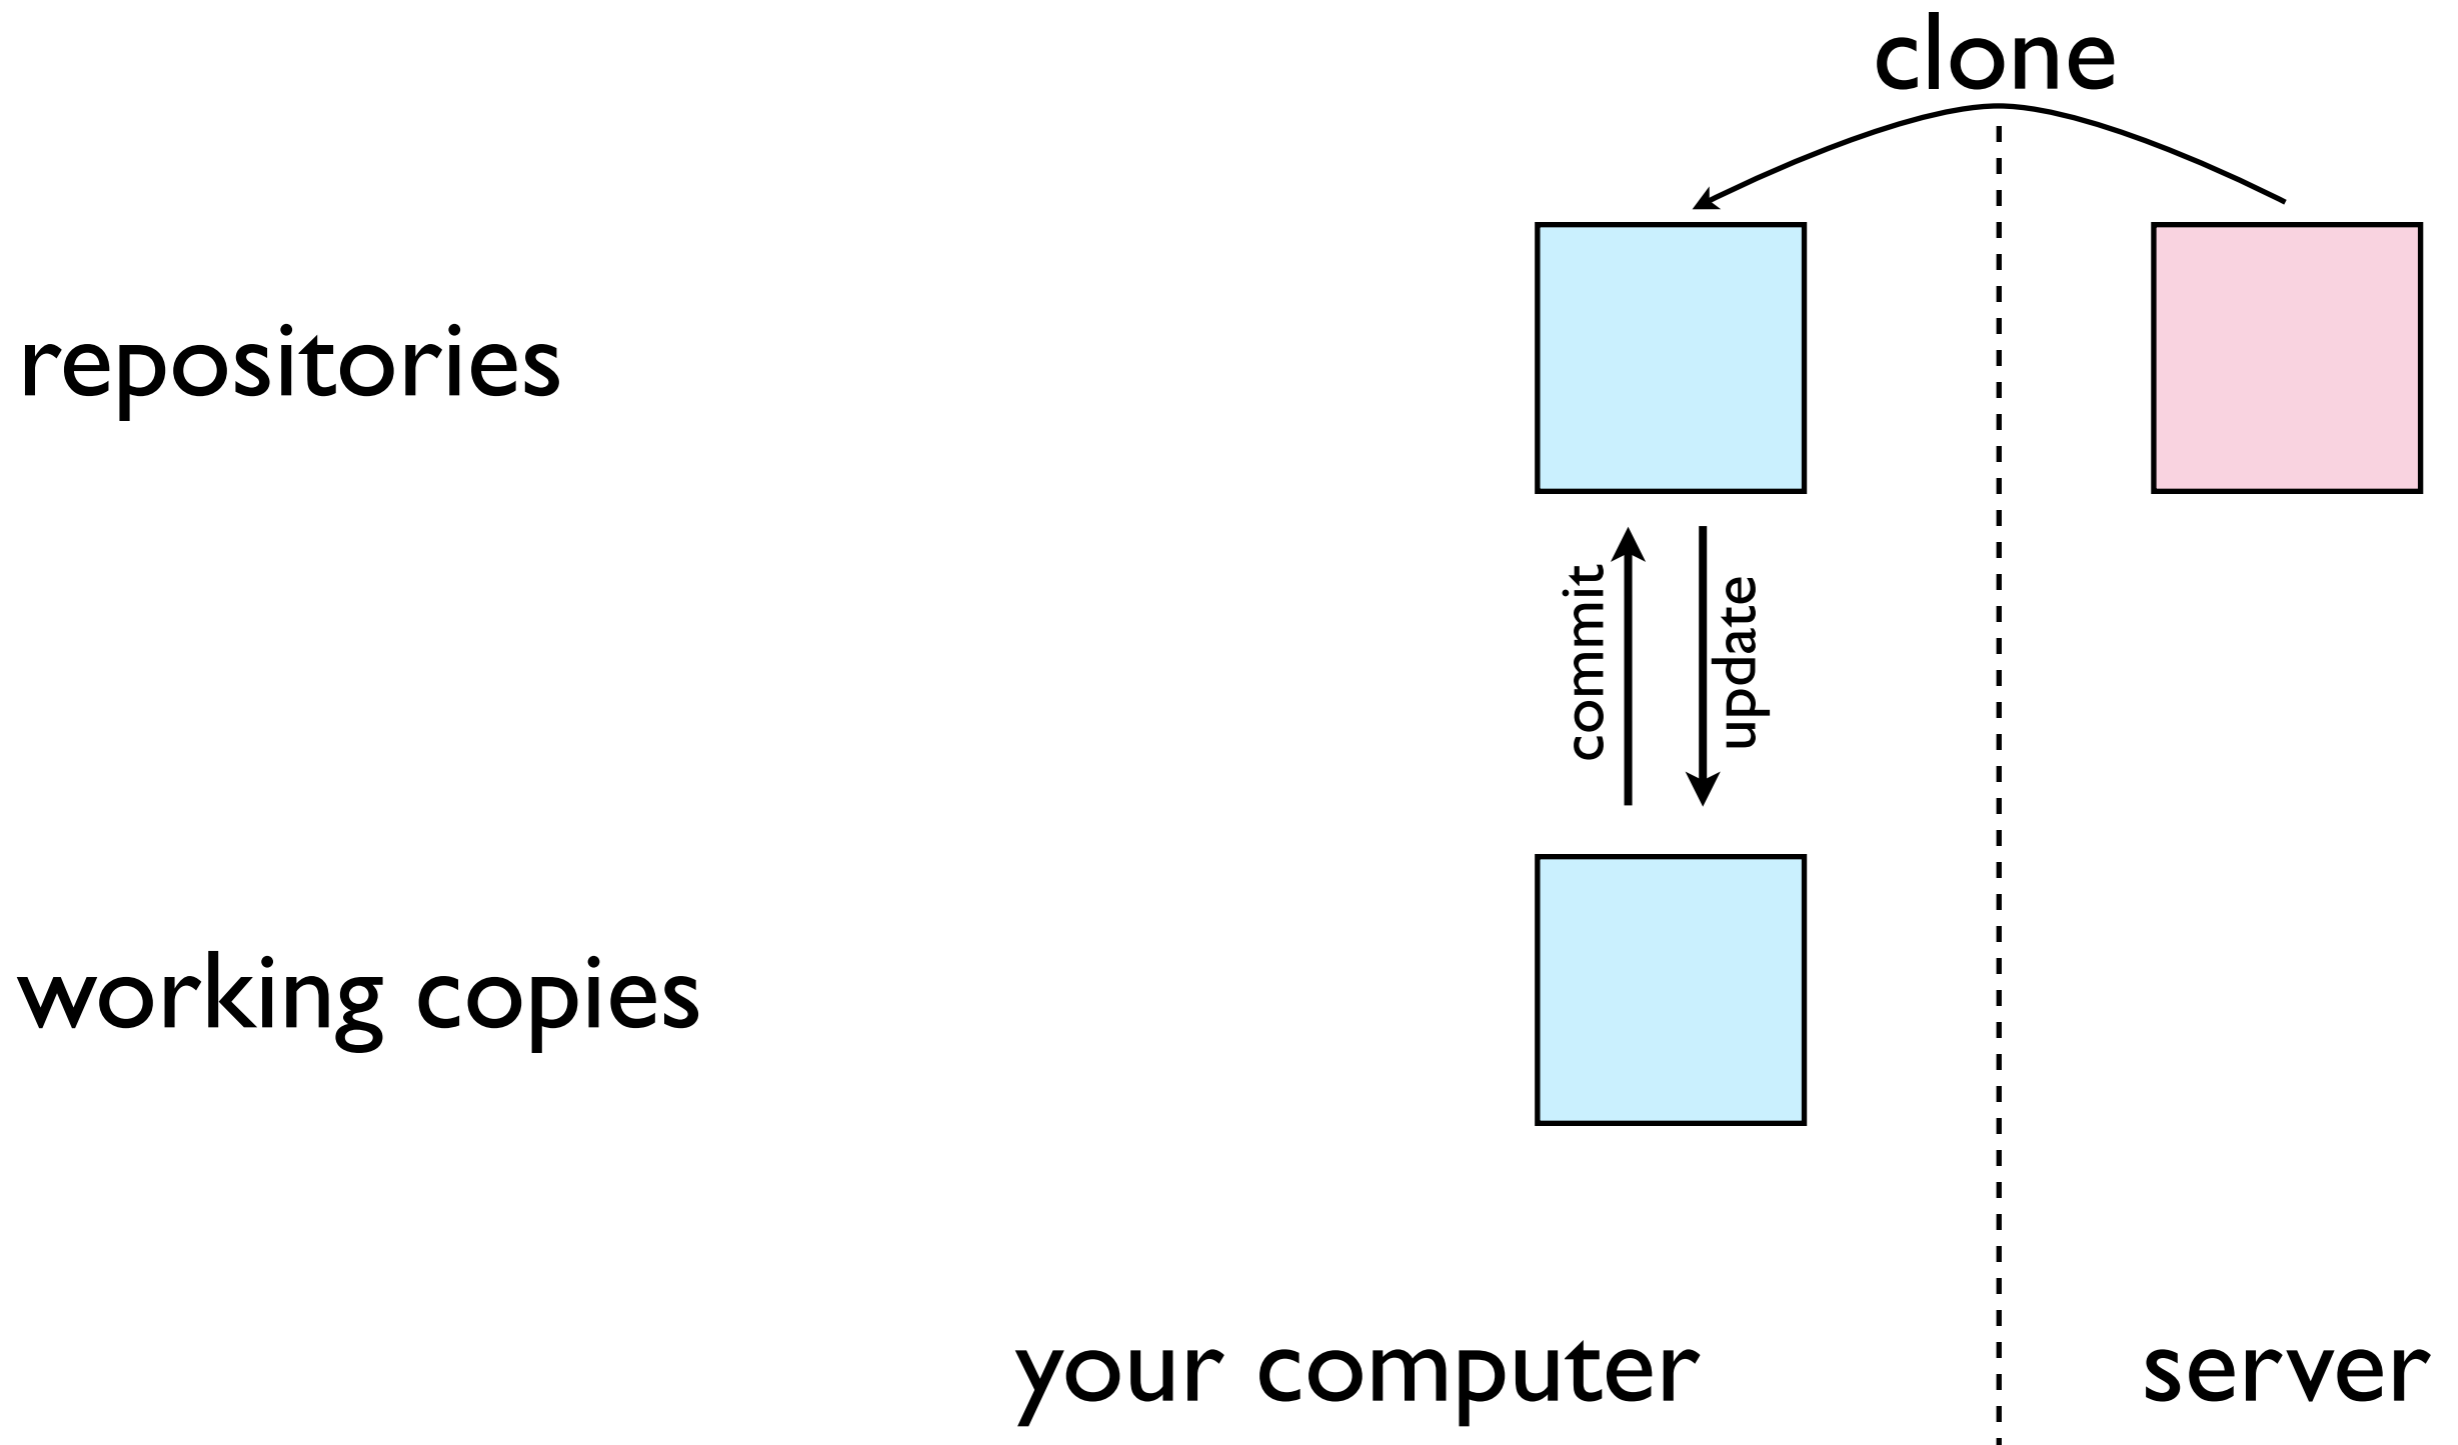 clone
repositories
commit
update
working copies
your computer
server